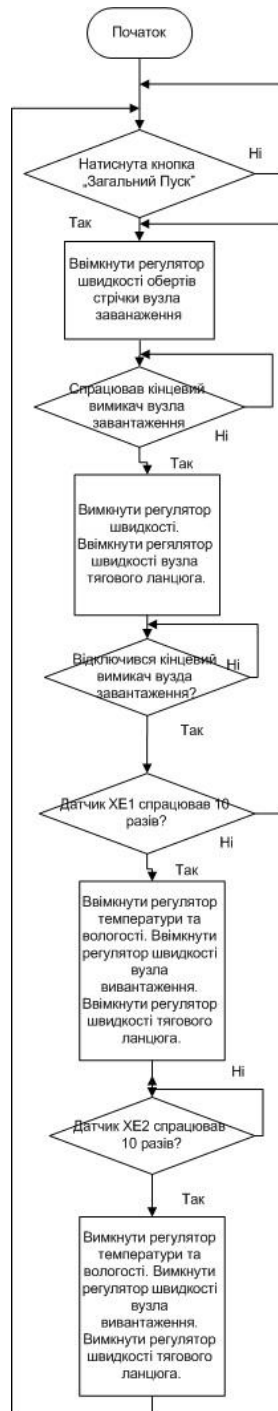 Початок
Натиснута кнопка
„Загальний Пуск"
Ні
Так
Ввімкнути регулятор
швидкості обертів
стрічки вузла
заванаження
Спрацював кінцевий
вимикач вузла
завантаження
Ні
Так
Вимкнути регулятор
швидкості.
Ввімкнути регялятор
швидкості вузла
тягового ланцюга.
Відключився кінцевий
вимикач вузда
завантаження?
Ні
Так
Датчик ХЕ1 спрацював 10
разів?
Ні
Так
Ввімкнути регулятор
температури та
вологості. Ввімкнути
регулятор швидкості
вузла
вивантаження.
Ввімкнути регулятор
швидкості тягового
ланцюга.
Ні
Датчик ХЕ2 спрацював
10 разів?
Так
Вимкнути регулятор
температури та
вологості. Вимкнути
регулятор швидкості
вузла
вивантаження.
Вимкнути регулятор
швидкості тягового
ланцюга.